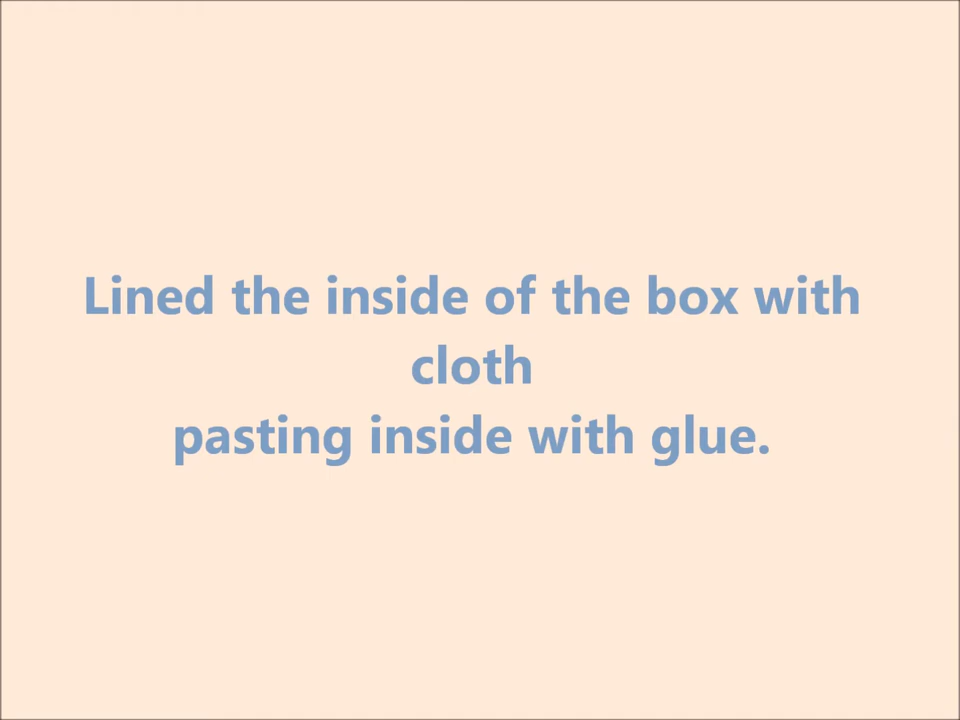 Lined the inside of the box with
cloth
pasting inside with glue.